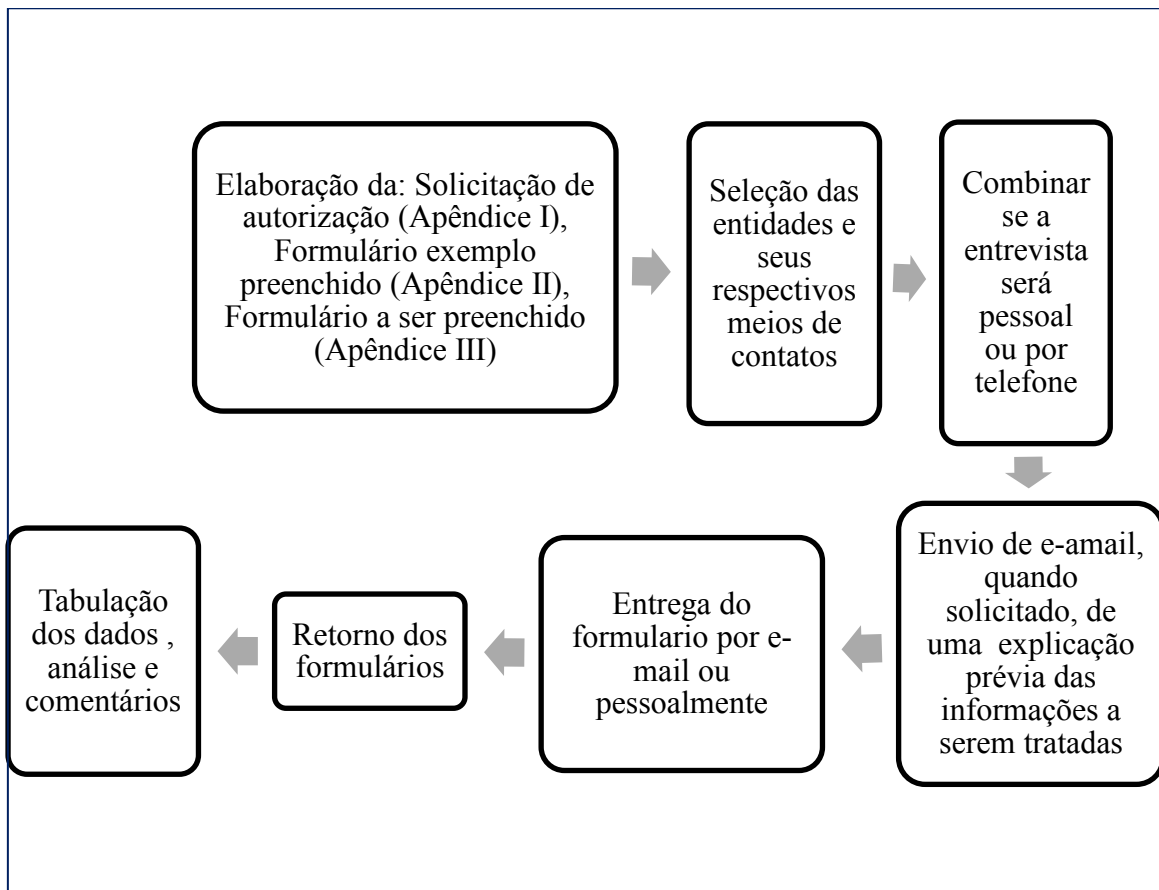 Elaboração da: Solicitação de
autorização (Apêndice I),
Formulário exemplo
preenchido (Apêndice II),
Formulário a ser preenchido
(Apêndice III)
Seleção das
entidades e
seus
respectivos
meios de
contatos
Combinar
se a
entrevista
será
pessoal
ou por
telefone
Envio de e-amail,
quando
solicitado, de
uma explicação
prévia das
informações a
serem tratadas
Entrega do
formulario por e-
mail ou
pessoalmente
Retorno dos
formulários
Tabulação
dos dados ,
análise e
comentários